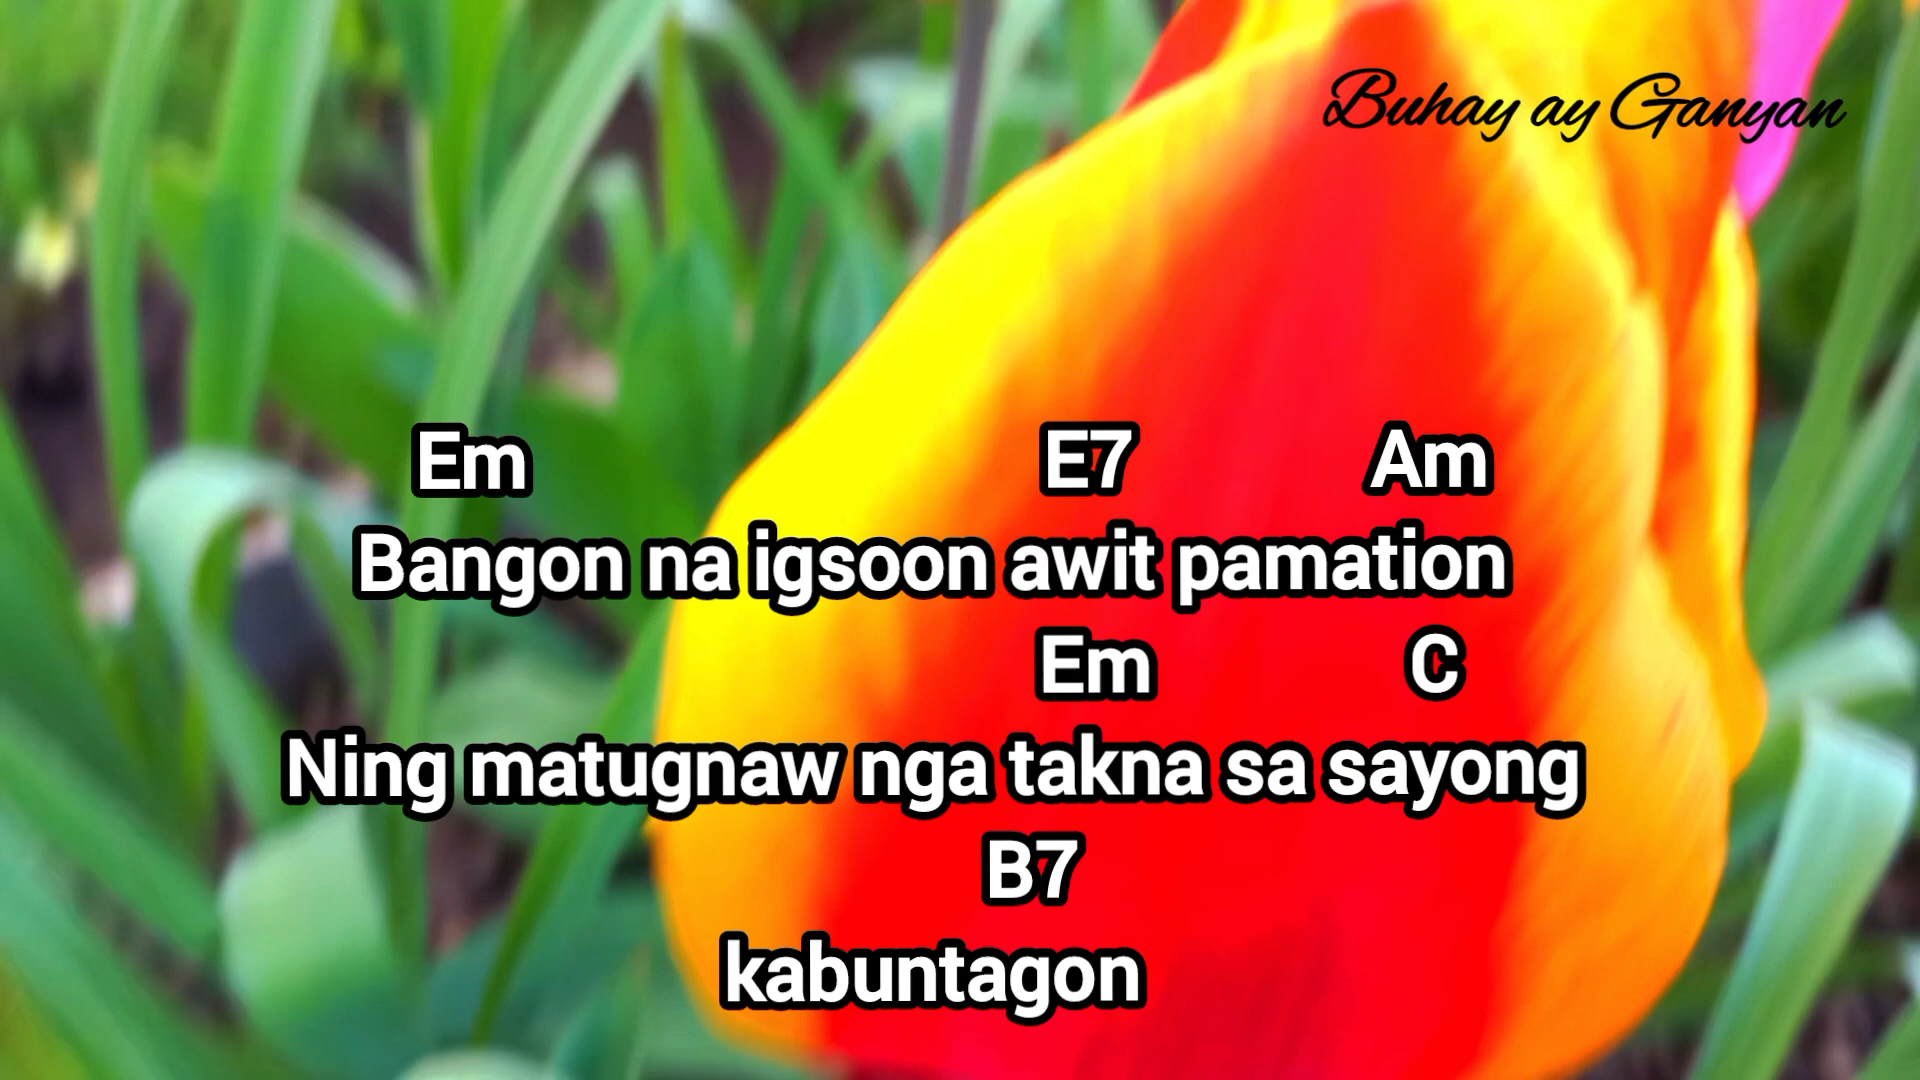 Buhay ay Ganyan
Em E7 Am
Bangon na igsoon awit pamation
Em C
Ning matugnaw nga takna sa sayong
B7
kabuntagon